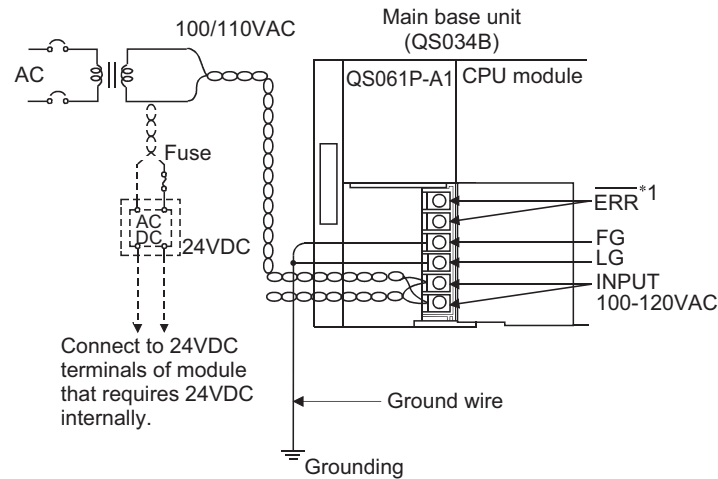 Main base unit
(QS034B)
100/110VAC
AC
QS061P-A1
CPU module
Fuse
AC
DC
24VDC
ERR*1
FG
LG
INPUT
100-120VAC
Connect to 24VDC
terminals of module
that requires 24VDC
internally.
Ground wire
Grounding